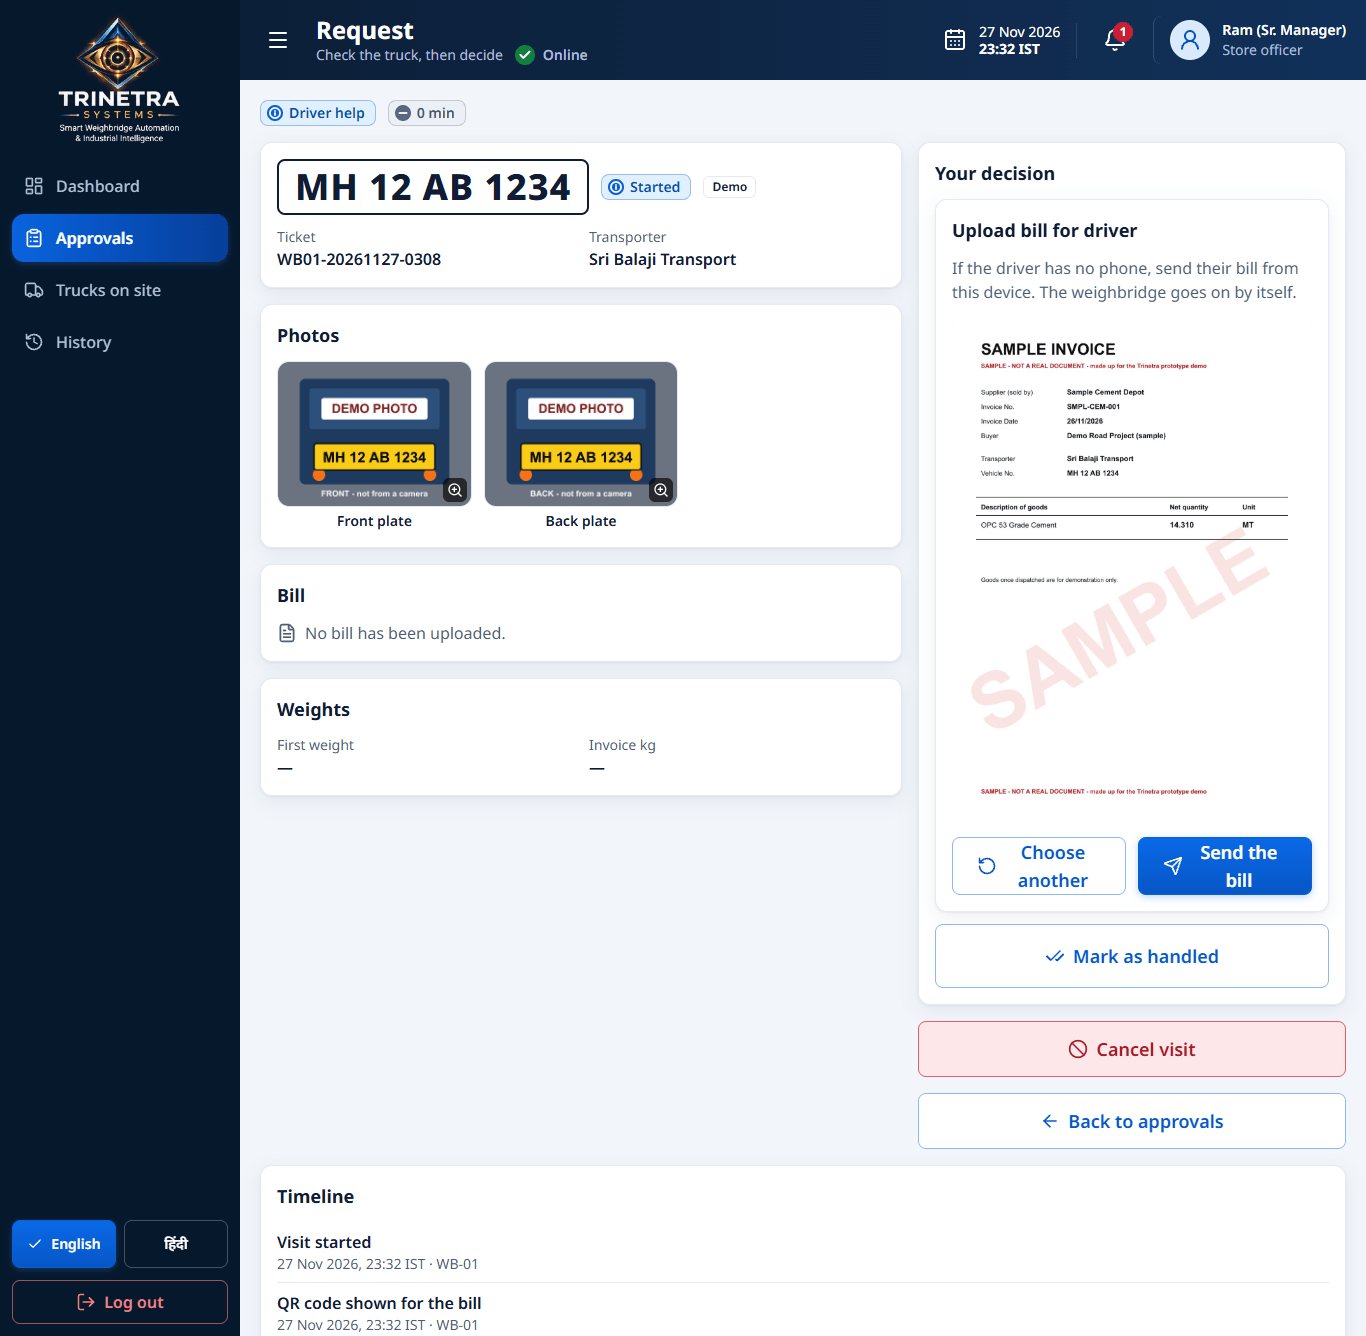 TRINETRA
SYSTEMS
Smart Weighbridge Automation
& Industrial Intelligence
Dashboard
Approvals
Trucks on site
History
English
हिंदी
Log out
Request
Check the truck, then decide
Online
27 Nov 2026
23:32 IST
1
Ram (Sr. Manager)
Store officer
Driver help
0 min
MH 12 AB 1234
Started
Demo
Ticket
WB01-20261127-0308
Transporter
Sri Balaji Transport
Photos
DEMO PHOTO
MH 12 AB 1234
FRONT - not from a camera
Front plate
DEMO PHOTO
MH 12 AB 1234
BACK - not from a camera
Back plate
Bill
No bill has been uploaded.
Weights
First weight
—
Invoice kg
—
Your decision
Upload bill for driver
If the driver has no phone, send their bill from
this device. The weighbridge goes on by itself.
SAMPLE INVOICE
SAMPLE - NOT A REAL DOCUMENT - made up for the Trinetra prototype demo
Supplier (sold by) Sample Cement Depot
Invoice No. SMPL-CEM-001
Invoice Date 26/11/2026
Buyer Demo Road Project (sample)
Transporter Sri Balaji Transport
Vehicle No. MH 12 AB 1234
Description of goods Net quantity Unit
OPC 53 Grade Cement 14.310 MT
Goods once dispatched are for demonstration only.
SAMPLE
SAMPLE - NOT A REAL DOCUMENT - made up for the Trinetra prototype demo
Choose
another
Send the
bill
Mark as handled
Cancel visit
Back to approvals
Timeline
Visit started
27 Nov 2026, 23:32 IST · WB-01
QR code shown for the bill
27 Nov 2026, 23:32 IST · WB-01